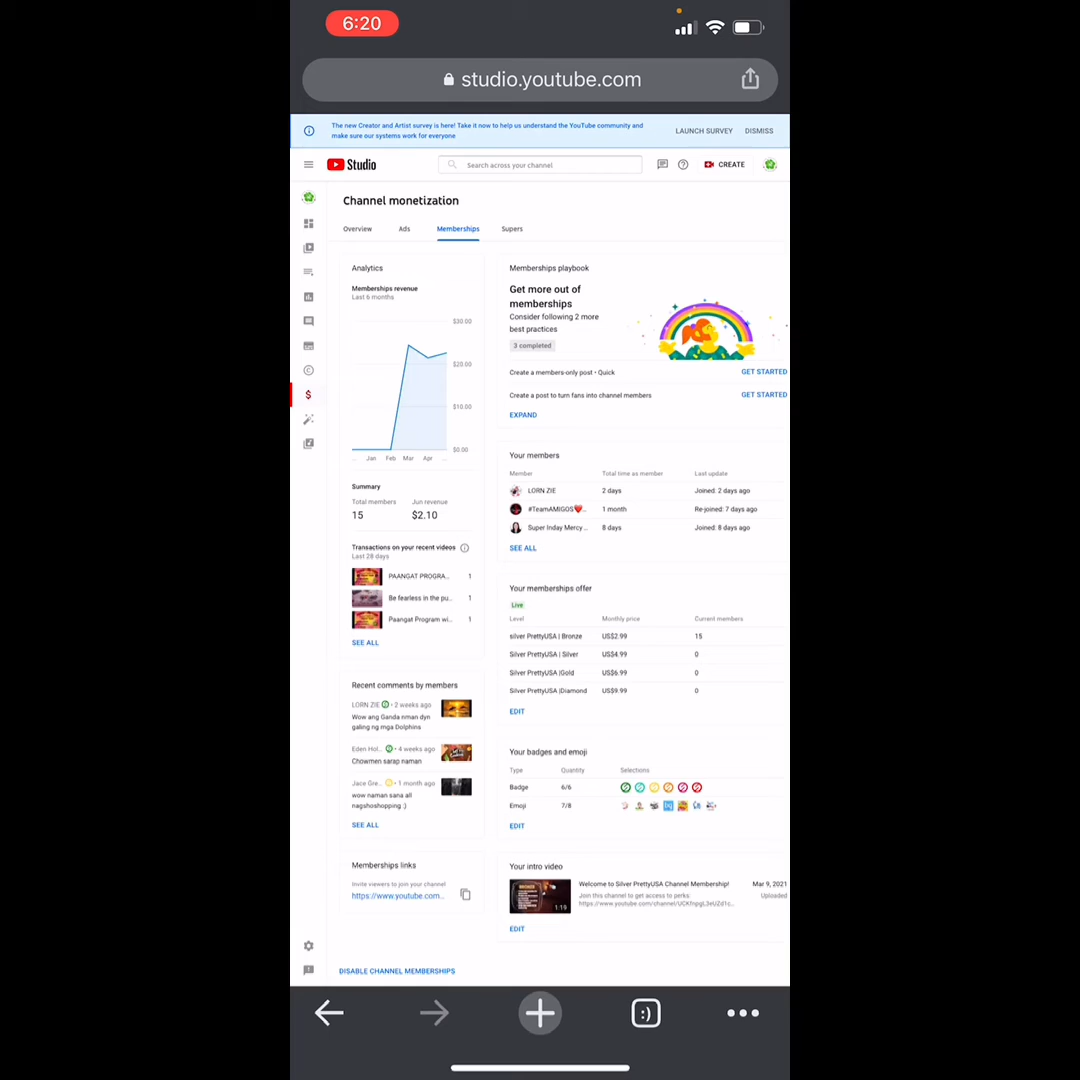 6:20
studio.youtube.com
The new Creator and Artist survey is here! Take it now to help us understand the YouTube community and
make sure our systems work for everyone
LAUNCH SURVEY
DISMISS
Studio
Search across your channel
CREATE
Channel monetization
Overview
Ads
Memberships
Supers
Analytics
Memberships revenue
Last 6 months
$30.00
$20.00
$10.00
$0.00
... Jan Feb Mar Apr ...
Summary
Total members Jun revenue
15 $2.10
Transactions on your recent videos
Last 28 days
PAANGAT PROGRA... 1
Be fearless in the pu... 1
Paangat Program wi... 1
SEE ALL
Recent comments by members
LORN ZIE • 2 weeks ago
Wow ang Ganda nman dyn
galing ng mga Dolphins
Eden Hol... • 4 weeks ago
Chowmen sarap naman
Jace Gre... • 1 month ago
wow naman sana all
nagshoshopping :)
SEE ALL
Memberships links
Invite viewers to join your channel
https://www.youtube.com...
Memberships playbook
Get more out of
memberships
Consider following 2 more
best practices
3 completed
Create a members-only post • Quick GET STARTED
Create a post to turn fans into channel members GET STARTED
EXPAND
Your members
Member Total time as member Last update
LORN ZIE 2 days Joined: 2 days ago
#TeamAMIGOS❤️... 1 month Re-joined: 7 days ago
Super Inday Mercy ... 8 days Joined: 8 days ago
SEE ALL
Your memberships offer
Live
Level Monthly price Current members
silver PrettyUSA | Bronze US$2.99 15
Silver PrettyUSA | Silver US$4.99 0
Silver PrettyUSA |Gold US$6.99 0
Silver PrettyUSA |Diamond US$9.99 0
EDIT
Your badges and emoji
Type Quantity Selections
Badge 6/6
Emoji 7/8
EDIT
Your intro video
1:19
Welcome to Silver PrettyUSA Channel Membership! Mar 9, 2021
Join this channel to get access to perks: Uploaded
EDIT
DISABLE CHANNEL MEMBERSHIPS
:)